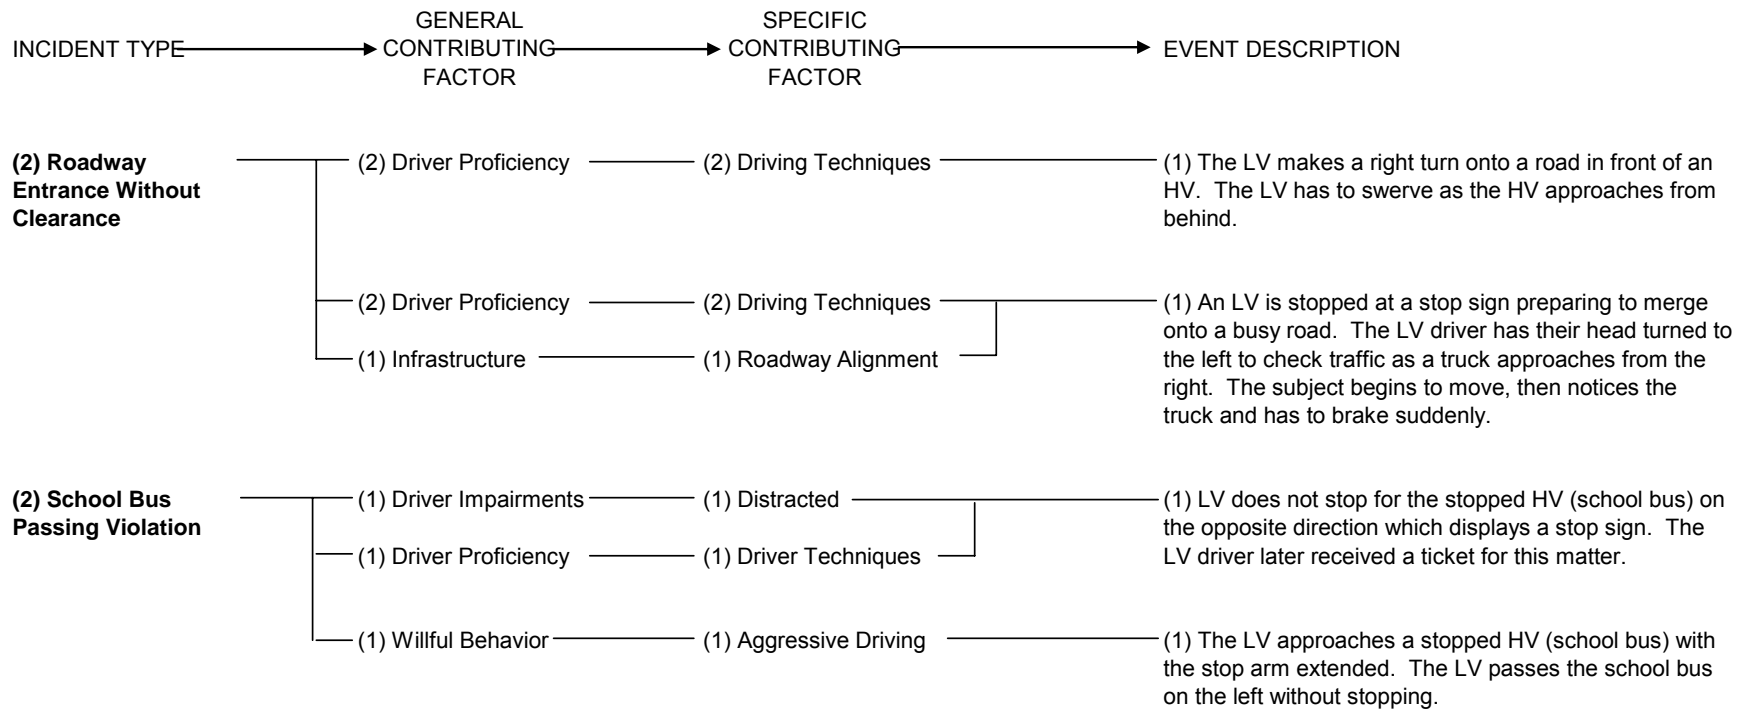 INCIDENT TYPE
GENERAL
CONTRIBUTING
FACTOR
SPECIFIC
CONTRIBUTING
FACTOR
EVENT DESCRIPTION
(2) Roadway
Entrance Without
Clearance
(2) Driver Proficiency
(2) Driving Techniques
(1) The LV makes a right turn onto a road in front of an
HV.  The LV has to swerve as the HV approaches from
behind.
(2) Driver Proficiency
(2) Driving Techniques
(1) Infrastructure
(1) Roadway Alignment
(1) An LV is stopped at a stop sign preparing to merge
onto a busy road.  The LV driver has their head turned to
the left to check traffic as a truck approaches from the
right.  The subject begins to move, then notices the
truck and has to brake suddenly.
(2) School Bus
Passing Violation
(1) Driver Impairments
(1) Distracted
(1) Driver Proficiency
(1) Driver Techniques
(1) LV does not stop for the stopped HV (school bus) on
the opposite direction which displays a stop sign.  The
LV driver later received a ticket for this matter.
(1) Willful Behavior
(1) Aggressive Driving
(1) The LV approaches a stopped HV (school bus) with
the stop arm extended.  The LV passes the school bus
on the left without stopping.